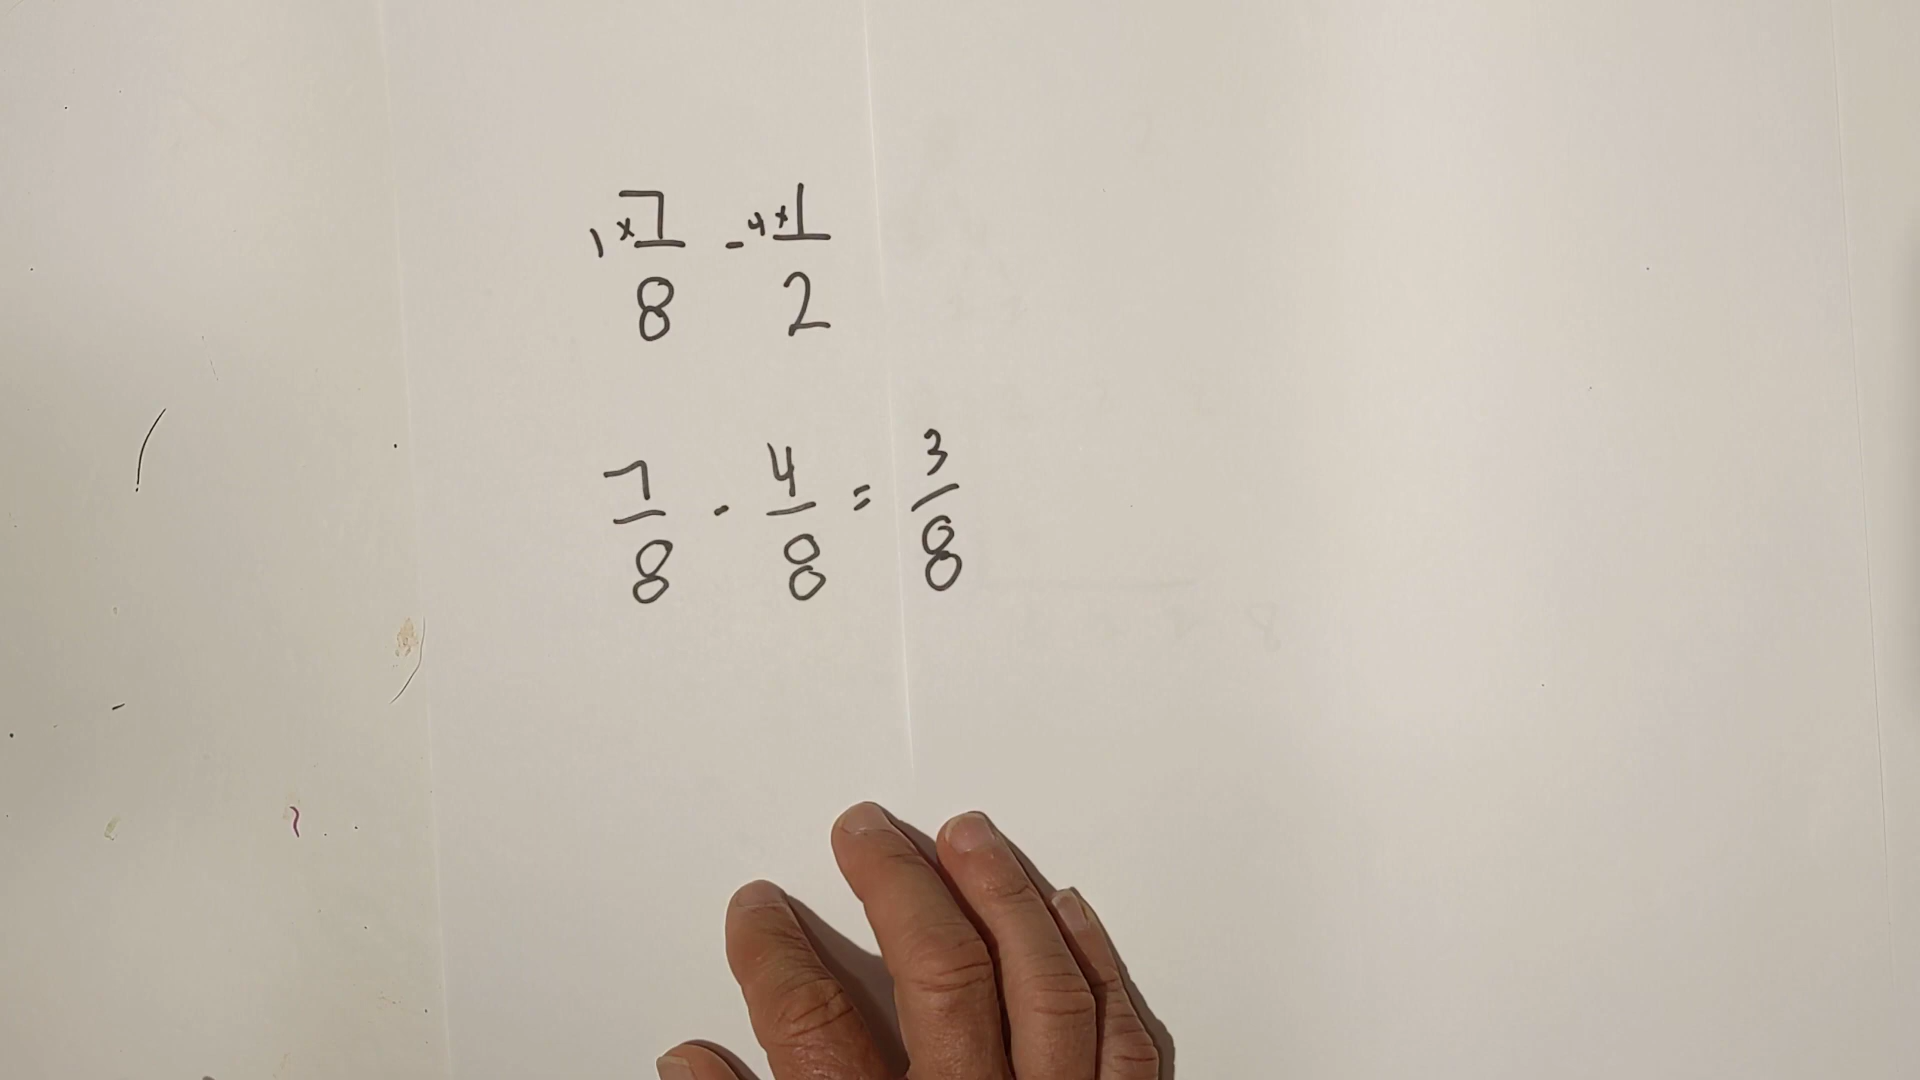 1 × 7/8 - 4 × 1/2
7/8 - 4/8 = 3/8